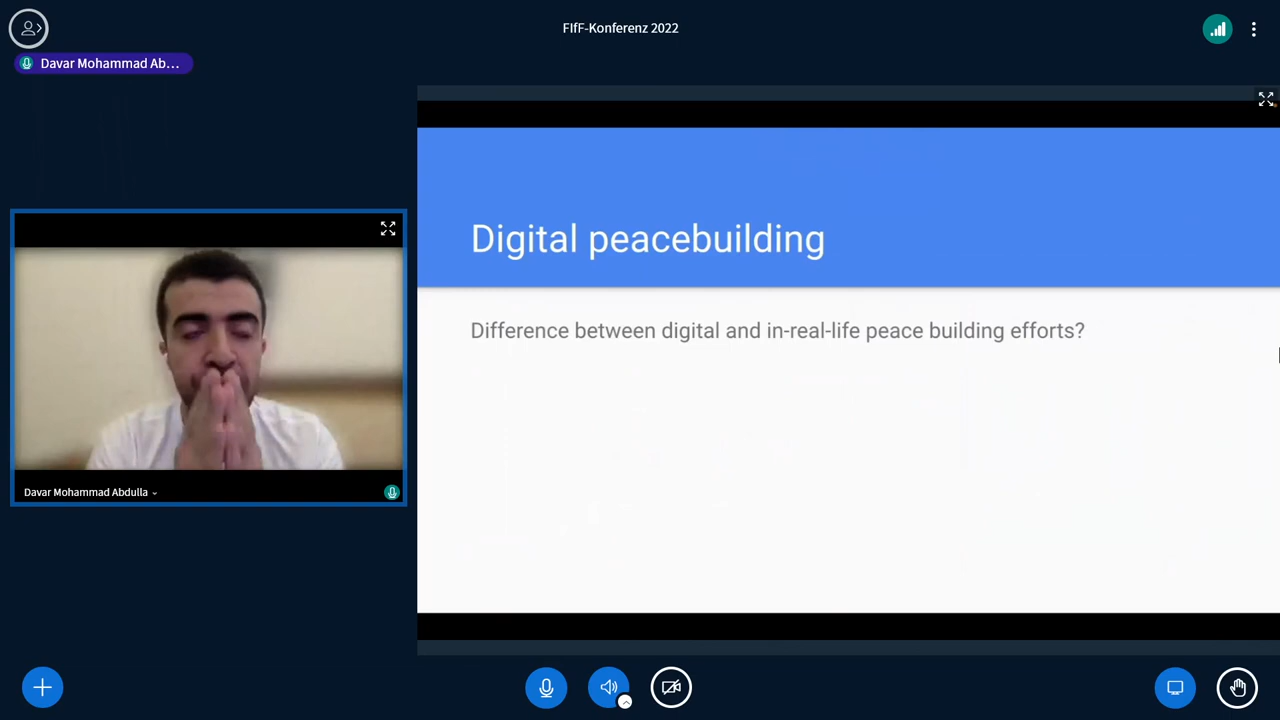 FIfF-Konferenz 2022
Davar Mohammad Ab...
Digital peacebuilding
Difference between digital and in-real-life peace building efforts?
Davar Mohammad Abdulla